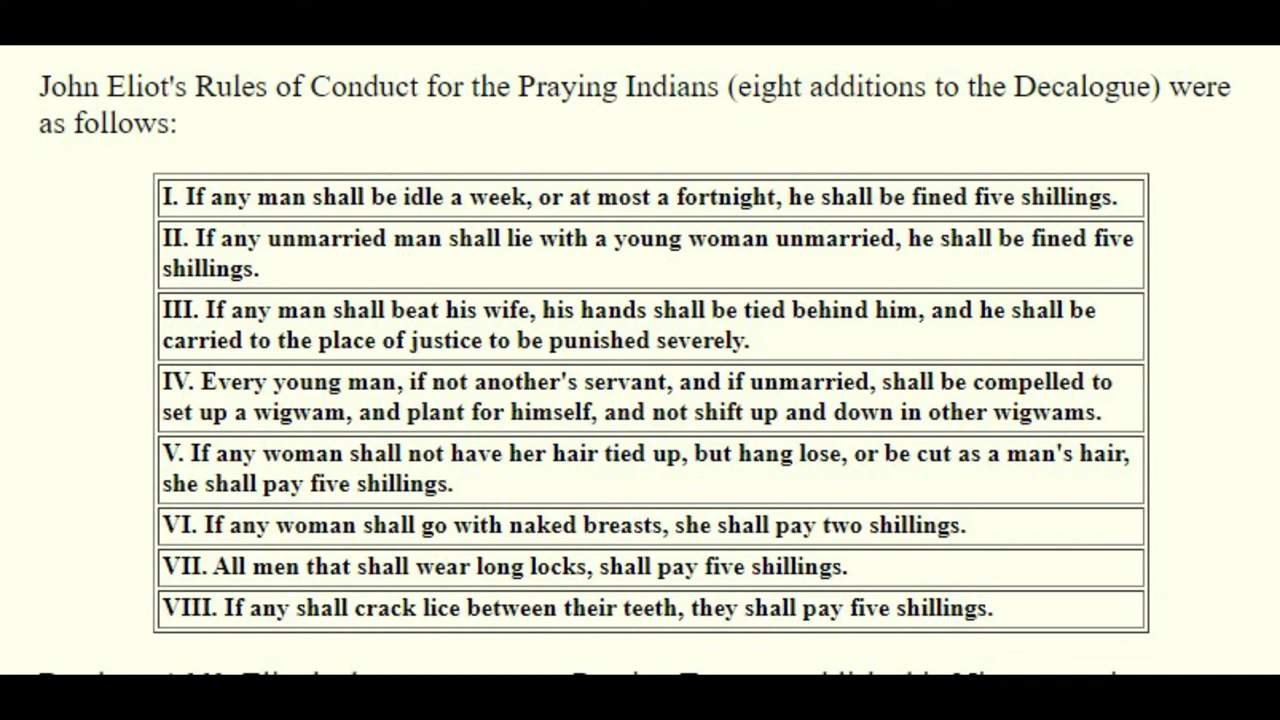 John Eliot's Rules of Conduct for the Praying Indians (eight additions to the Decalogue) were
as follows:
I. If any man shall be idle a week, or at most a fortnight, he shall be fined five shillings.
II. If any unmarried man shall lie with a young woman unmarried, he shall be fined five
shillings.
III. If any man shall beat his wife, his hands shall be tied behind him, and he shall be
carried to the place of justice to be punished severely.
IV. Every young man, if not another's servant, and if unmarried, shall be compelled to
set up a wigwam, and plant for himself, and not shift up and down in other wigwams.
V. If any woman shall not have her hair tied up, but hang lose, or be cut as a man's hair,
she shall pay five shillings.
VI. If any woman shall go with naked breasts, she shall pay two shillings.
VII. All men that shall wear long locks, shall pay five shillings.
VIII. If any shall crack lice between their teeth, they shall pay five shillings.